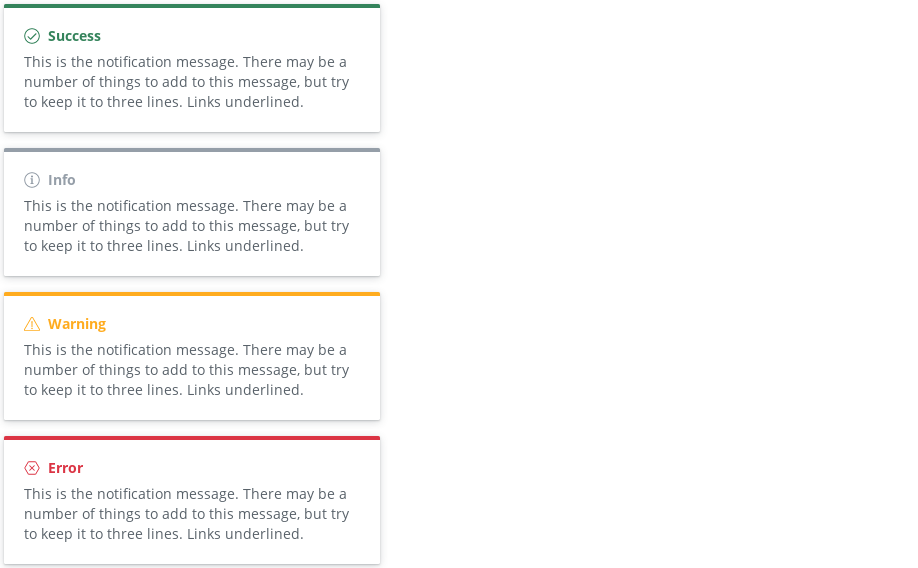 Success
This is the notification message. There may be a
number of things to add to this message, but try
to keep it to three lines. Links underlined.
Info
This is the notification message. There may be a
number of things to add to this message, but try
to keep it to three lines. Links underlined.
Warning
This is the notification message. There may be a
number of things to add to this message, but try
to keep it to three lines. Links underlined.
Error
This is the notification message. There may be a
number of things to add to this message, but try
to keep it to three lines. Links underlined.